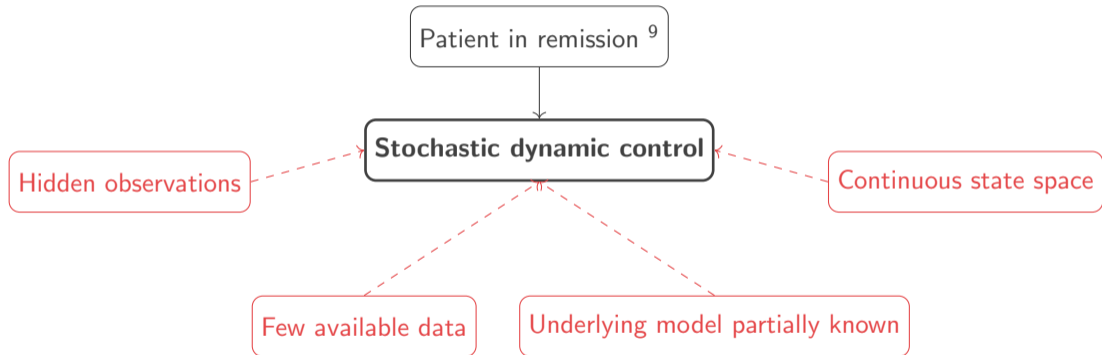 Patient in remission 9
Stochastic dynamic control
Hidden observations
Continuous state space
Few available data
Underlying model partially known